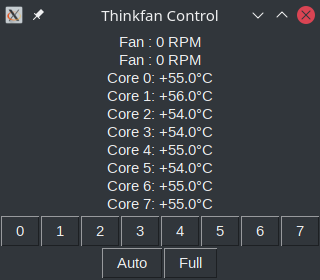 Thinkfan Control
Fan : 0 RPM
Fan : 0 RPM
Core 0: +55.0°C
Core 1: +56.0°C
Core 2: +54.0°C
Core 3: +54.0°C
Core 4: +55.0°C
Core 5: +54.0°C
Core 6: +55.0°C
Core 7: +55.0°C
0 1 2 3 4 5 6 7
Auto Full